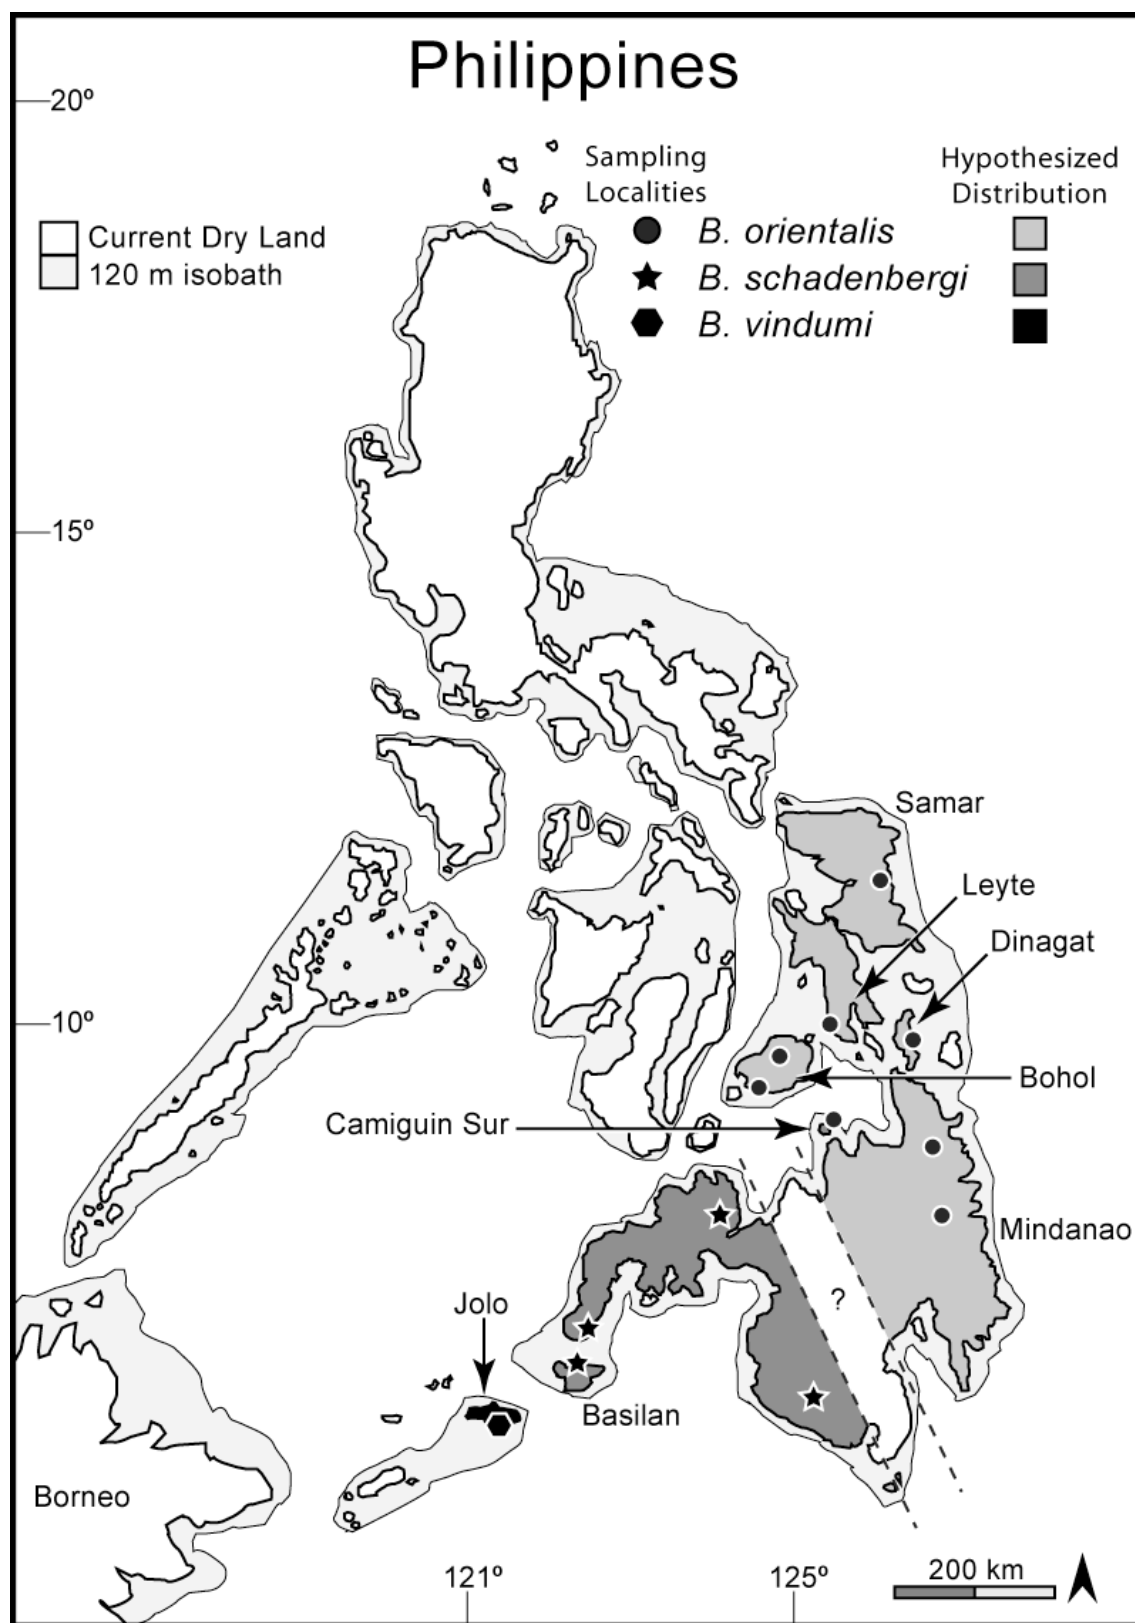 Philippines
20º
Sampling
Localities
Hypothesized
Distribution
B. orientalis
B. schadenbergi
B. vindumi
Current Dry Land
120 m isobath
15º
Samar
Leyte
Dinagat
10º
Bohol
Camiguin Sur
Mindanao
?
Jolo
Basilan
Borneo
121º
125º
200 km